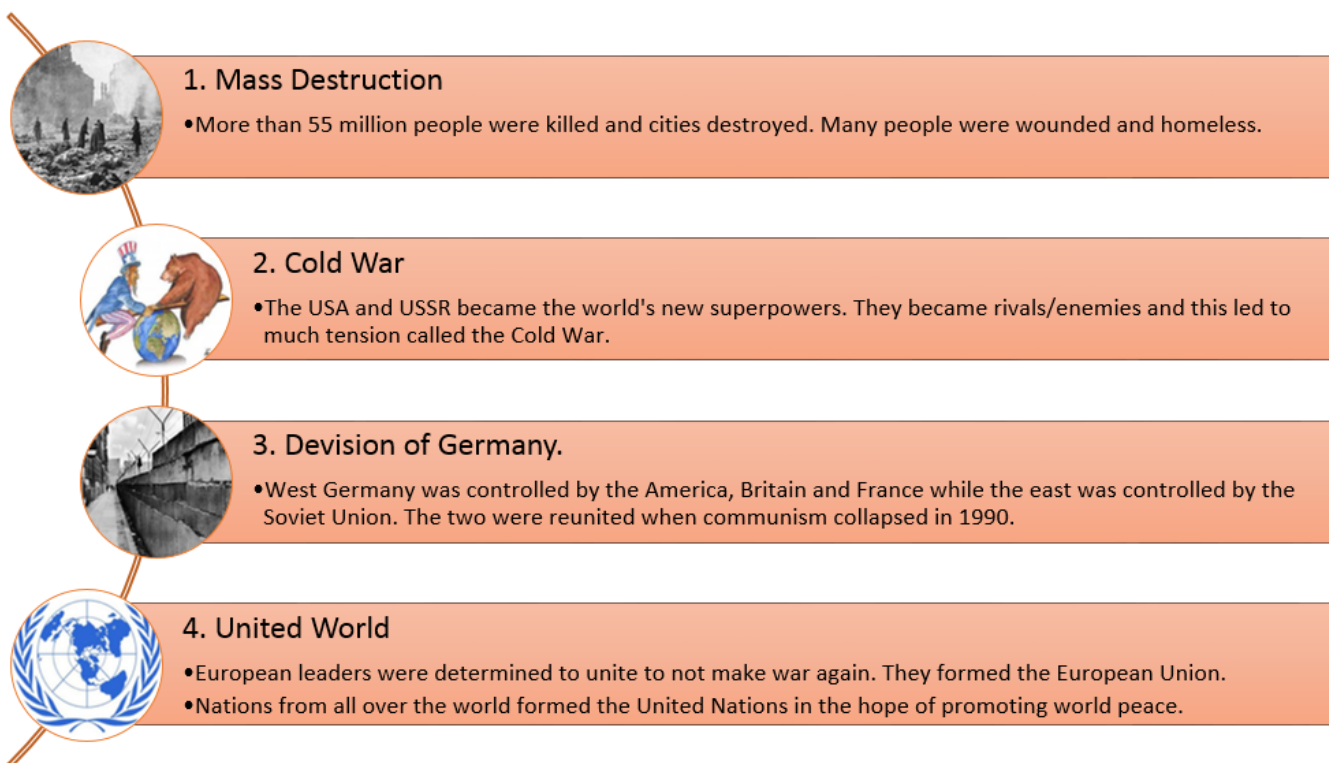 1. Mass Destruction
•More than 55 million people were killed and cities destroyed. Many people were wounded and homeless.
2. Cold War
•The USA and USSR became the world's new superpowers. They became rivals/enemies and this led to
much tension called the Cold War.
3. Devision of Germany.
•West Germany was controlled by the America, Britain and France while the east was controlled by the
Soviet Union. The two were reunited when communism collapsed in 1990.
4. United World
•European leaders were determined to unite to not make war again. They formed the European Union.
•Nations from all over the world formed the United Nations in the hope of promoting world peace.